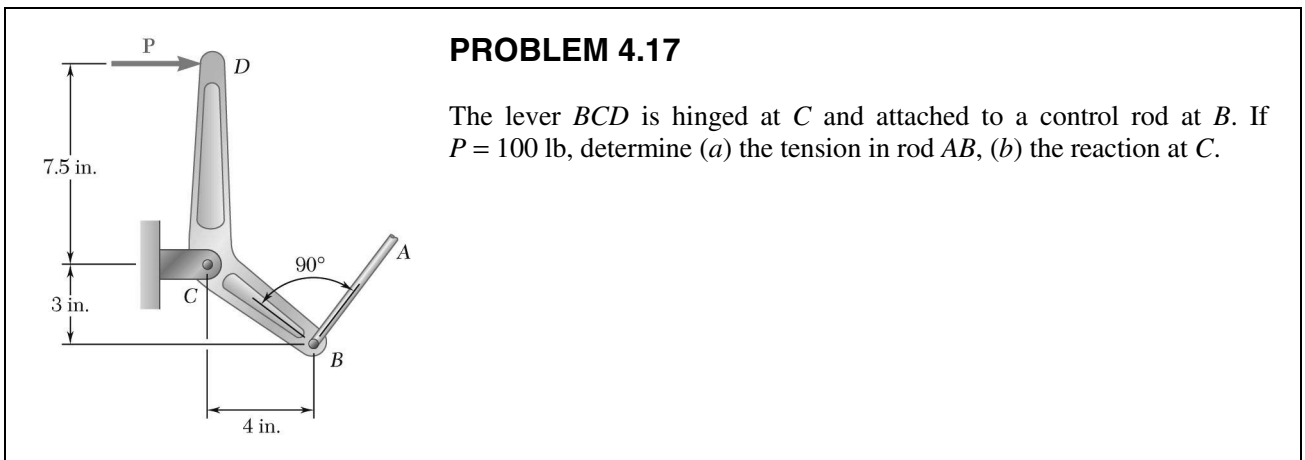 PROBLEM 4.17
The lever BCD is hinged at C and attached to a control rod at B. If
P = 100 lb, determine (a) the tension in rod AB, (b) the reaction at C.
P
D
7.5 in.
A
90°
C
3 in.
B
4 in.